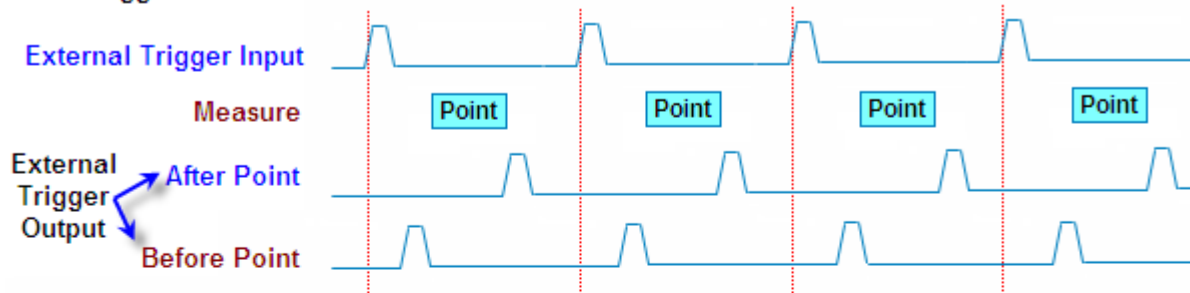 External Trigger Input
Measure
Point Point Point Point
External
Trigger
Output
After Point
Before Point